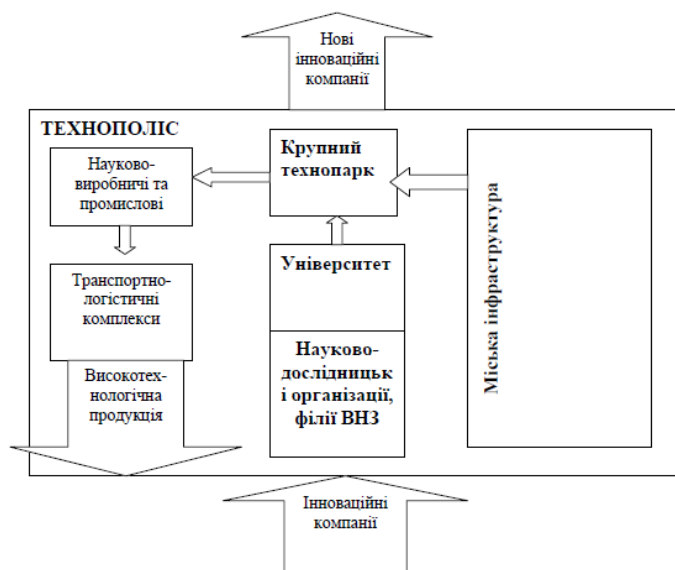 Нові
інноваційні
компанії
ТЕХНОПОЛІС
Науково-
виробничі та
промислові
Крупний
технопарк
Міська інфраструктура
Транспортно-
логістичні
комплекси
Університет
Науково-
дослідницьк
і організації,
філії ВНЗ
Високотех-
нологічна
продукція
Інноваційні
компанії